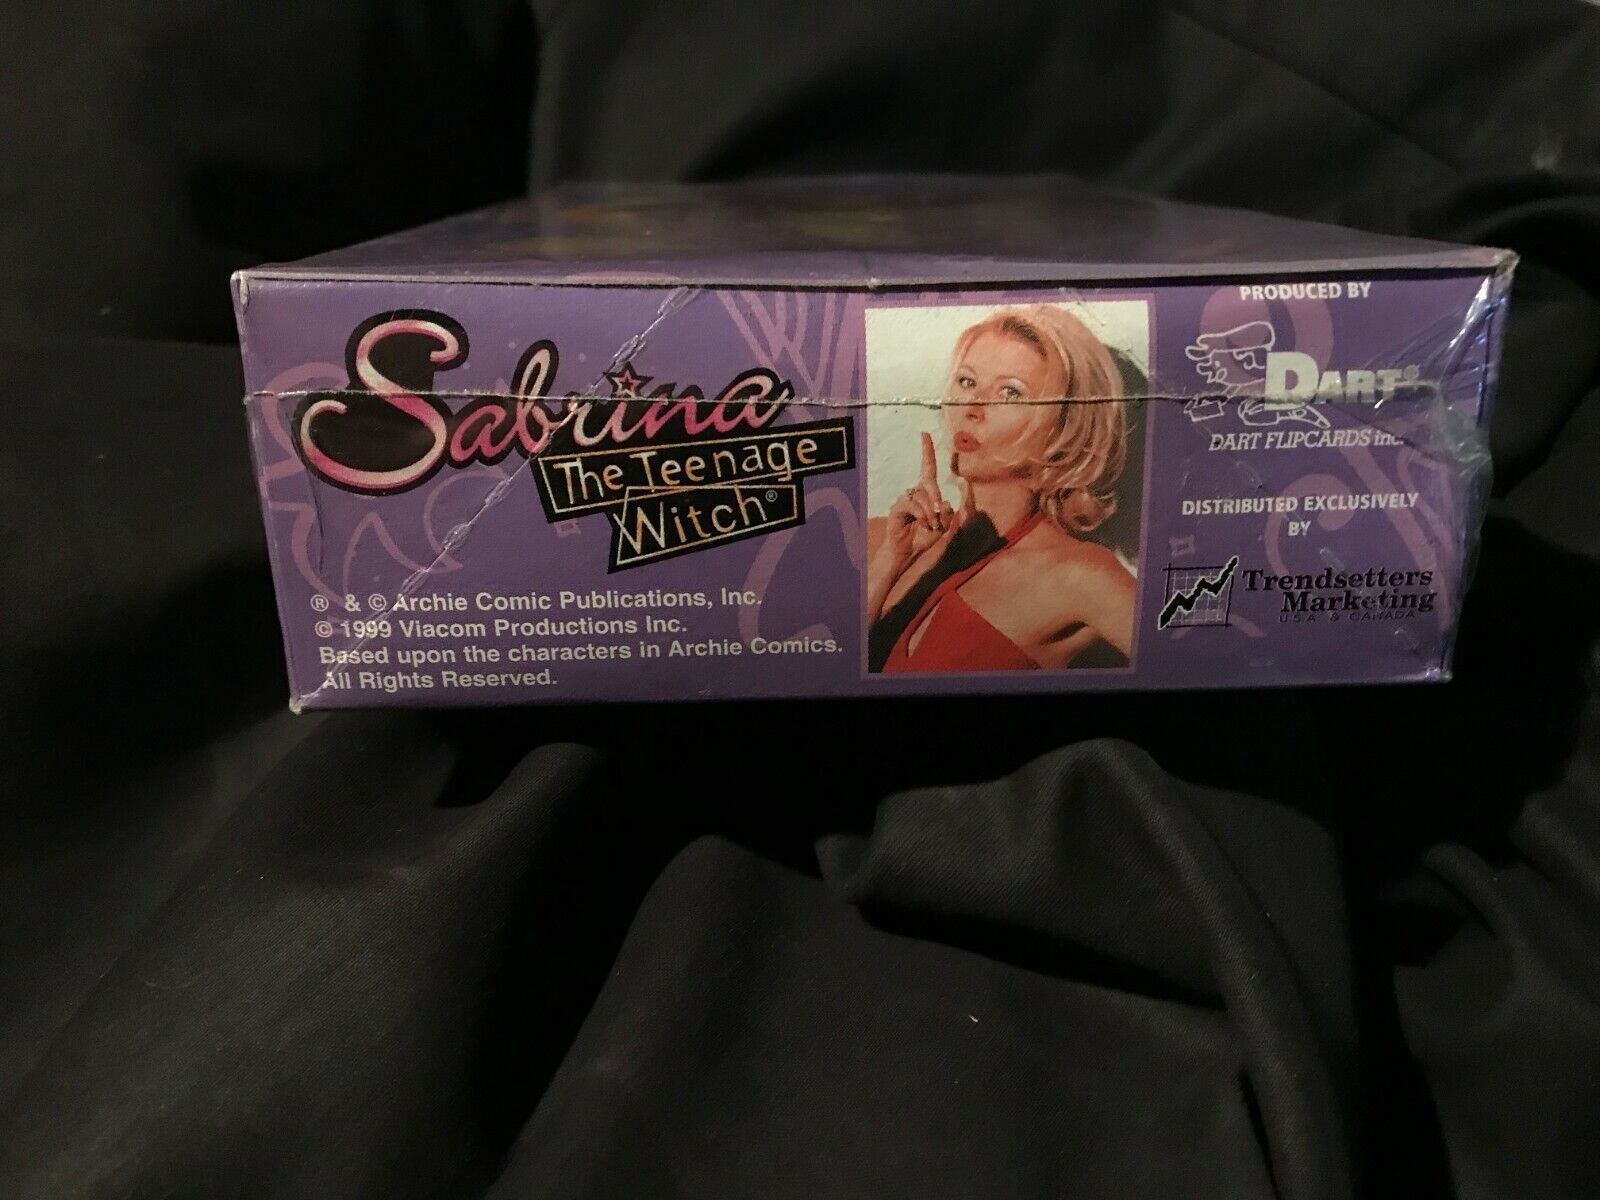 Sabrina
The Teenage
Witch®
® & © Archie Comic Publications, Inc.
© 1999 Viacom Productions Inc.
Based upon the characters in Archie Comics.
All Rights Reserved.
PRODUCED BY
DART®
DART FLIPCARDS inc.
DISTRIBUTED EXCLUSIVELY
BY
Trendsetters
Marketing
USA & CANADA